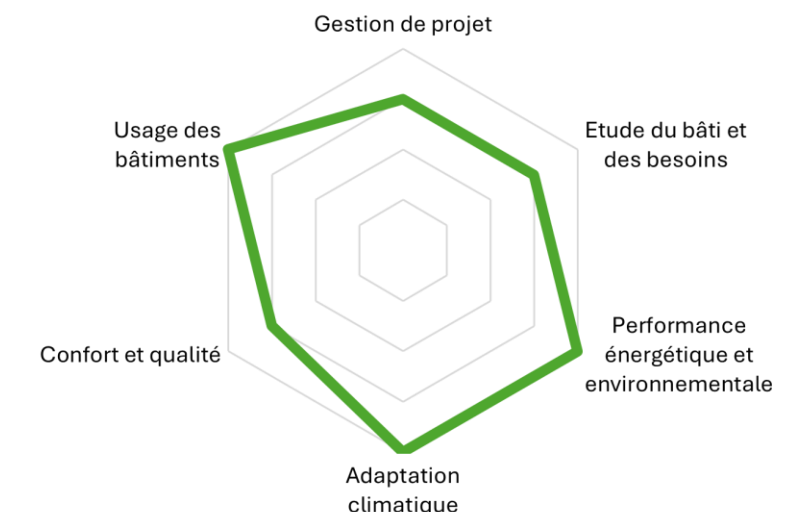 Gestion de projet
Etude du bâti et
des besoins
Performance
énergétique et
environnementale
Adaptation
climatique
Confort et qualité
Usage des
bâtiments